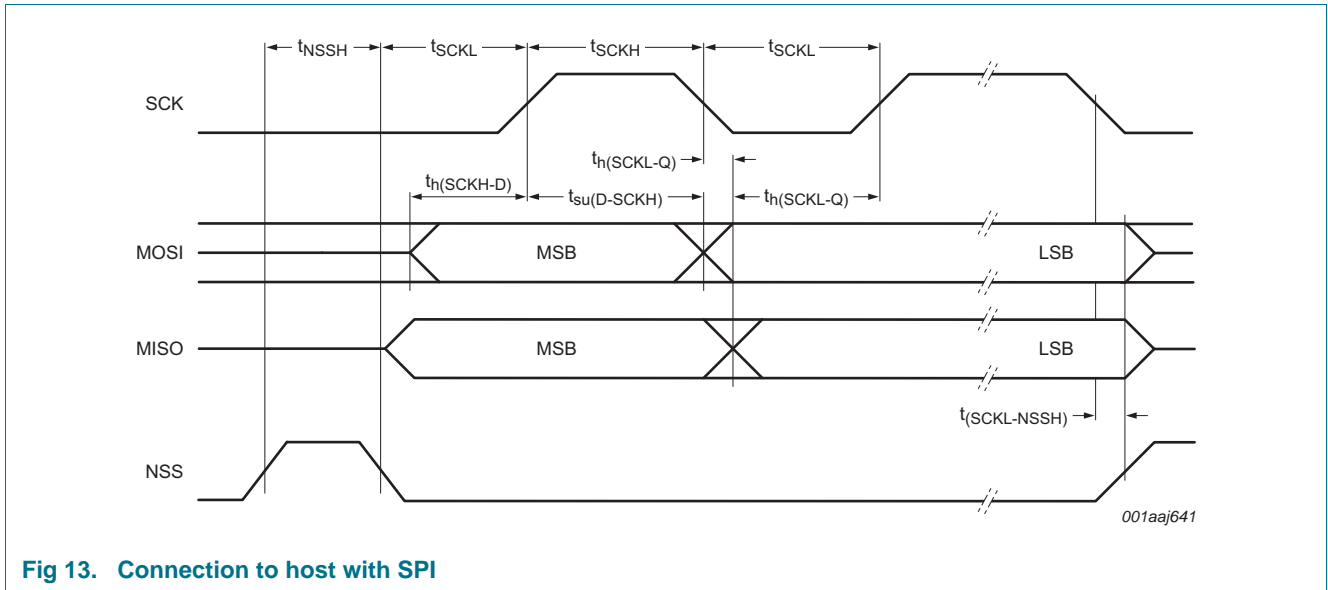 tNSSH tSCKL tSCKH tSCKL
SCK
th(SCKL-Q)
th(SCKH-D) tsu(D-SCKH) th(SCKL-Q)
MOSI MSB LSB
MISO MSB LSB
t(SCKL-NSSH)
NSS
001aaj641
Fig 13. Connection to host with SPI